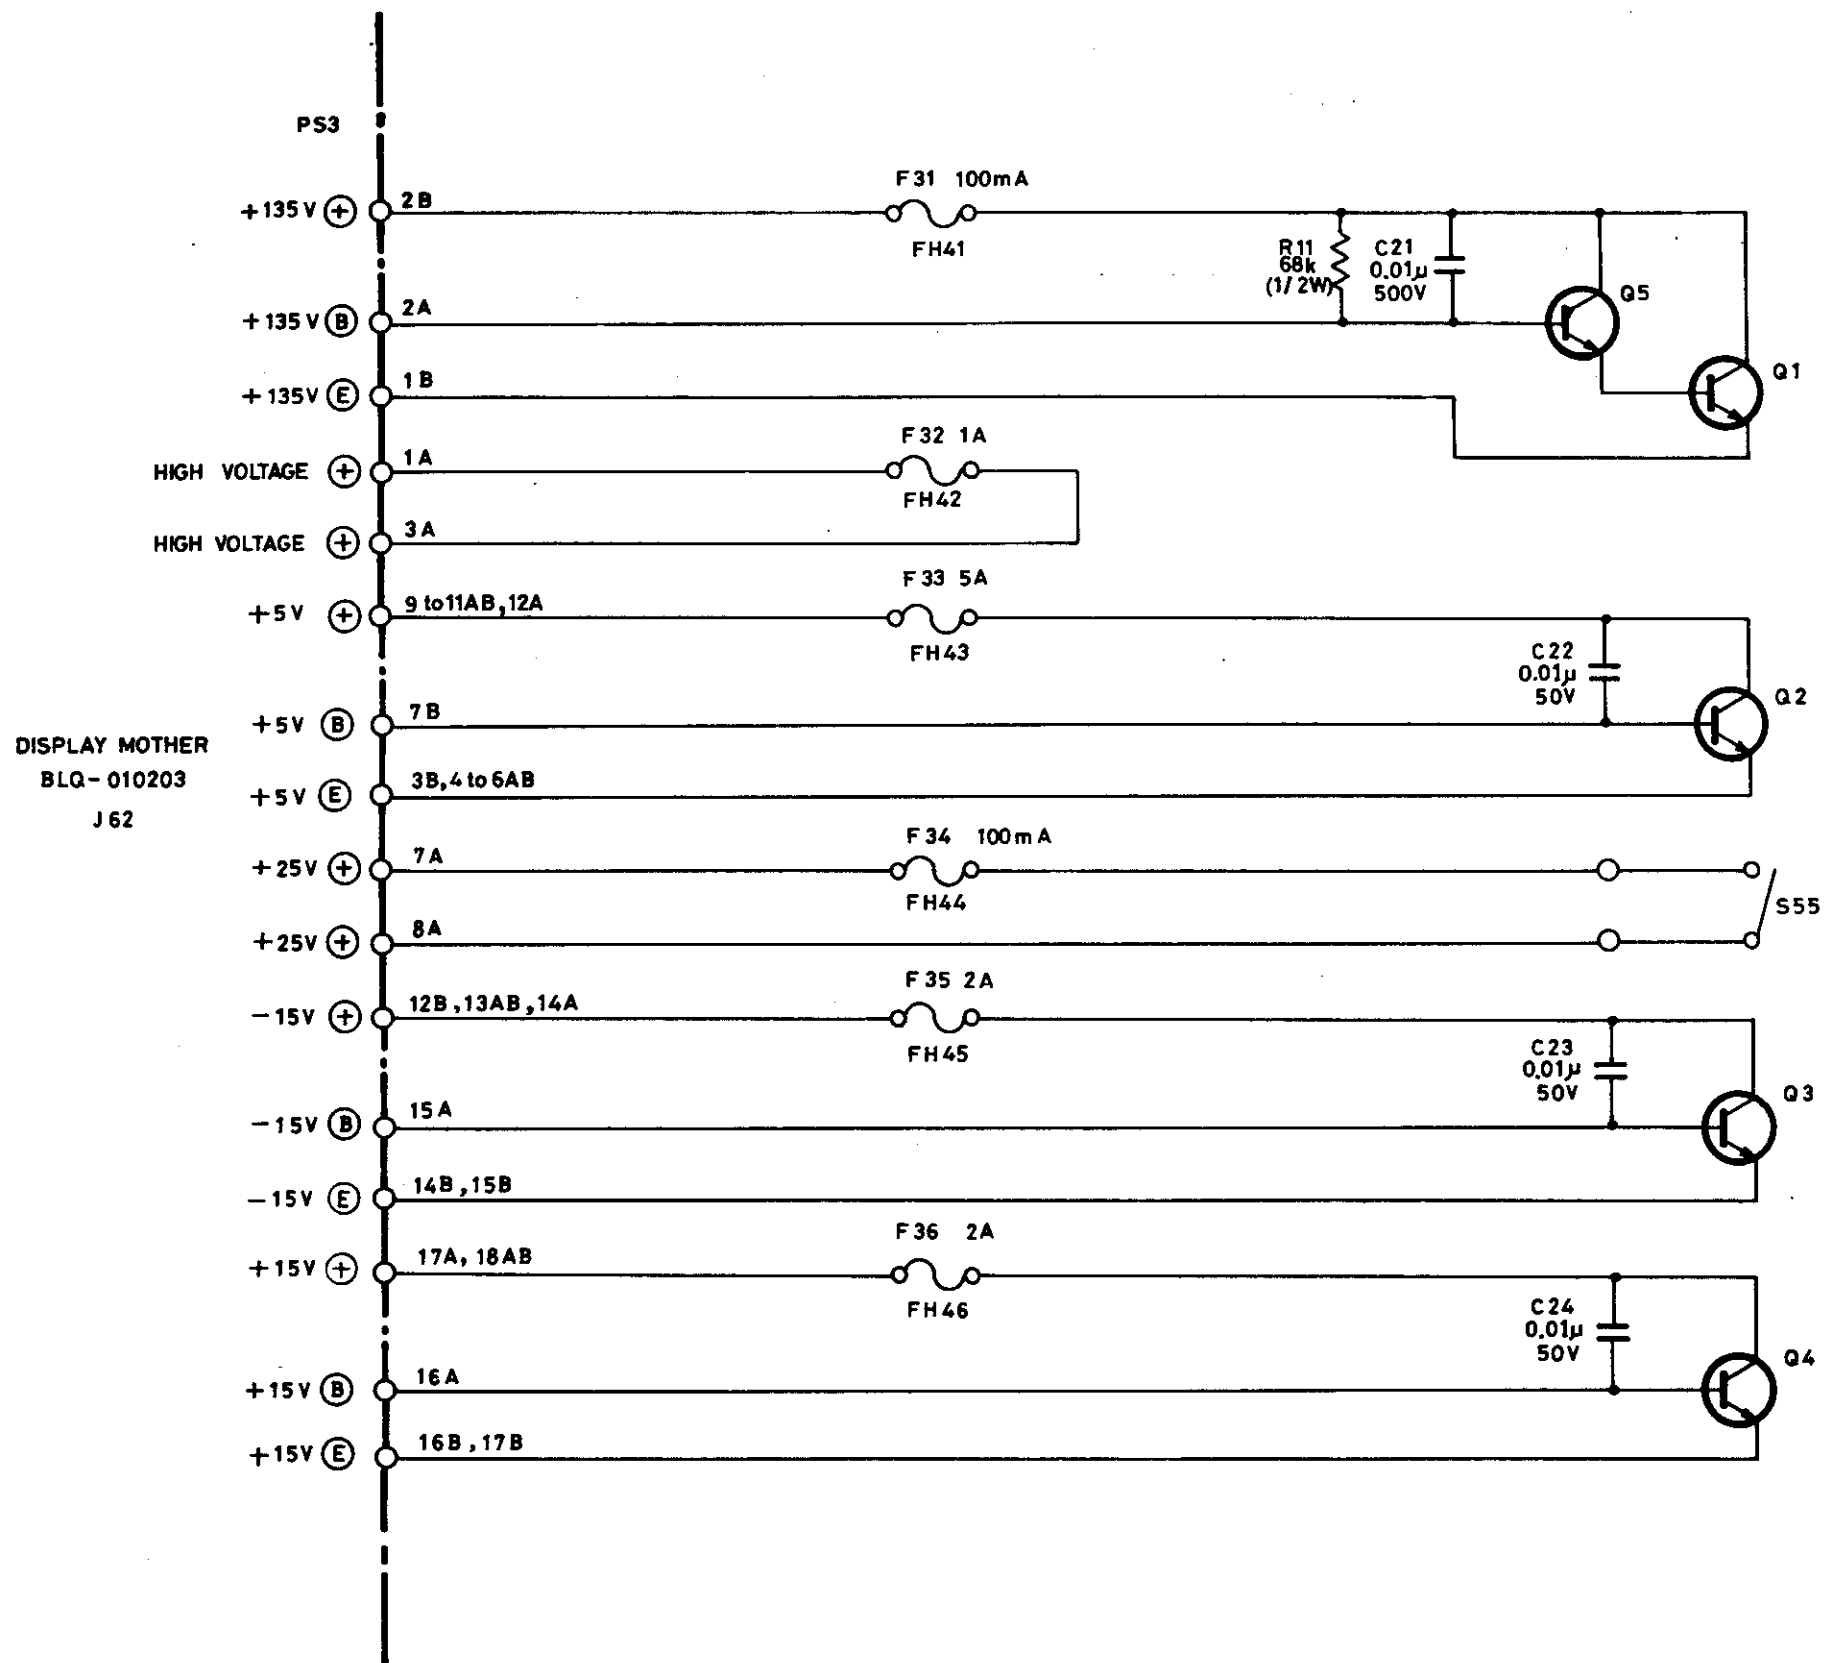 PS3
F31 100mA
+135V + 2B
FH41
R11
68k
(1/2W)
C21
0.01µ
500V
Q5
+135V B 2A
+135V E 1B
Q1
F32 1A
HIGH VOLTAGE + 1A
FH42
HIGH VOLTAGE + 3A
F33 5A
+5V + 9 to 11AB, 12A
FH43
C22
0.01µ
50V
Q2
+5V B 7B
DISPLAY MOTHER
BLQ-010203
J62
+5V E 3B, 4 to 6AB
F34 100mA
+25V + 7A
FH44
S55
+25V + 8A
F35 2A
-15V + 12B, 13AB, 14A
FH45
C23
0.01µ
50V
Q3
-15V B 15A
-15V E 14B, 15B
F36 2A
+15V + 17A, 18AB
FH46
C24
0.01µ
50V
Q4
+15V B 16A
+15V E 16B, 17B